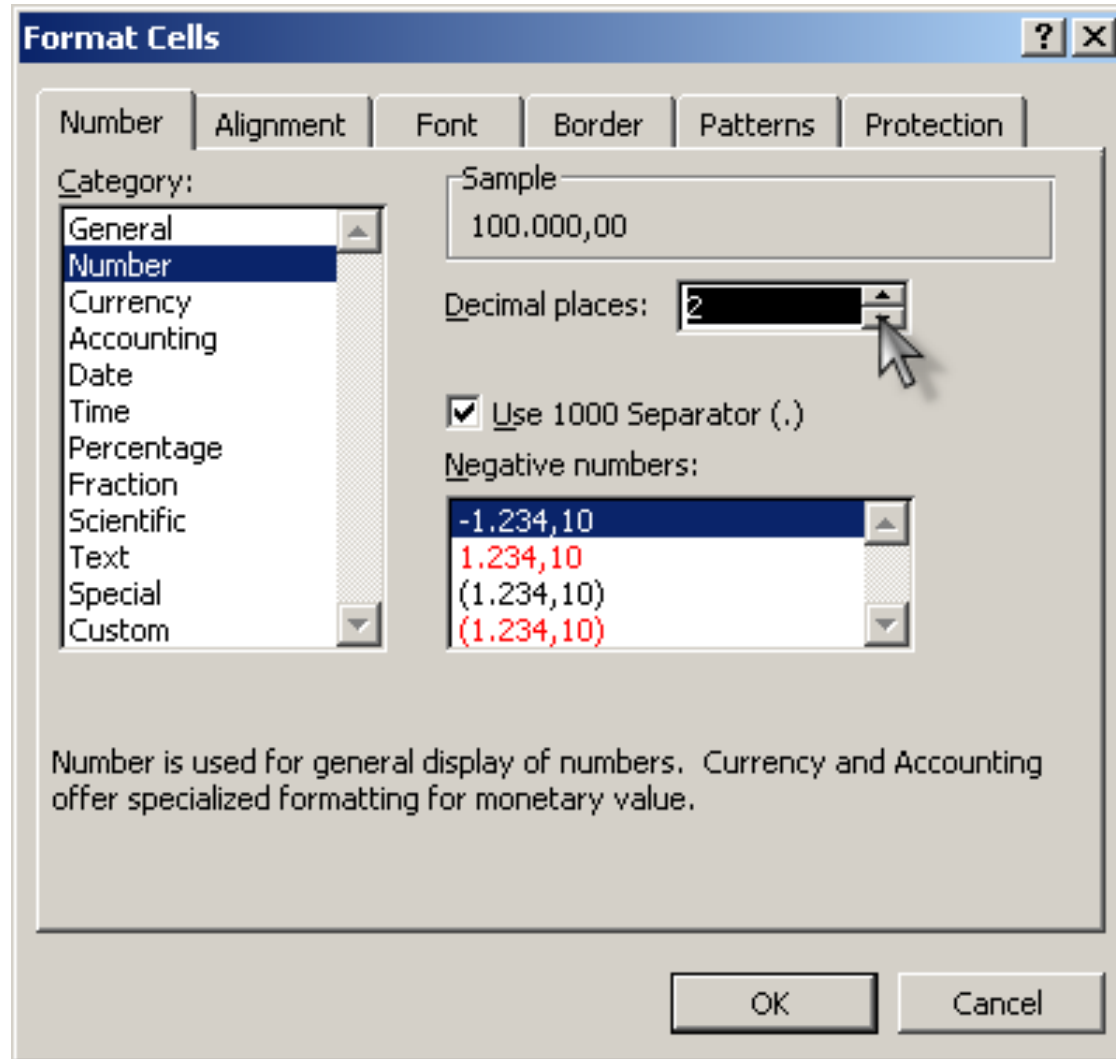 Format Cells
Number Alignment Font Border Patterns Protection
Category:
General
Number
Currency
Accounting
Date
Time
Percentage
Fraction
Scientific
Text
Special
Custom
Sample
100.000,00
Decimal places: 2
Use 1000 Separator (.)
Negative numbers:
-1.234,10
1.234,10
(1.234,10)
(1.234,10)
Number is used for general display of numbers. Currency and Accounting
offer specialized formatting for monetary value.
OK Cancel